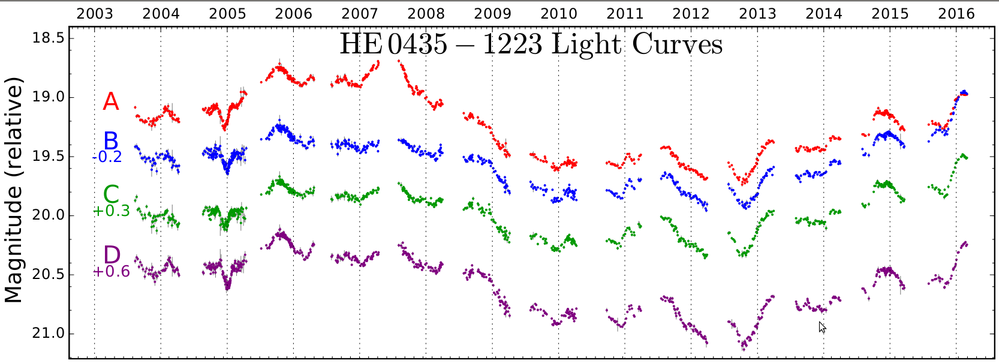 2003 2004 2005 2006 2007 2008 2009 2010 2011 2012 2013 2014 2015 2016
HE 0435 – 1223 Light Curves
Magnitude (relative)
18.5
19.0
19.5
20.0
20.5
21.0
A
B
-0.2
C
+0.3
D
+0.6